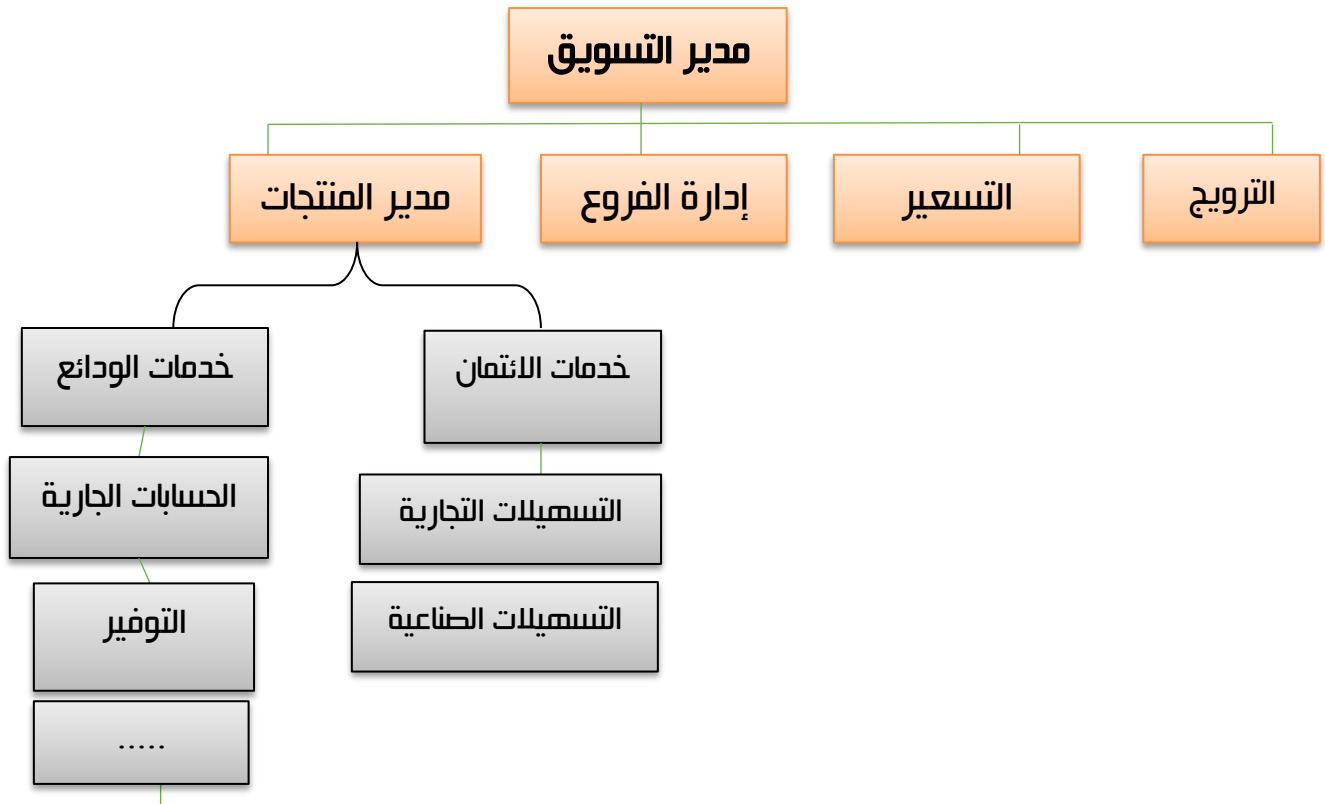 مدير التسويق
الترويج
التسعير
إدارة الفروع
مدير المنتجات
خدمات الائتمان
خدمات الودائع
التسهيلات التجارية
الحسابات الجارية
التسهيلات الصناعية
التوفير
.....